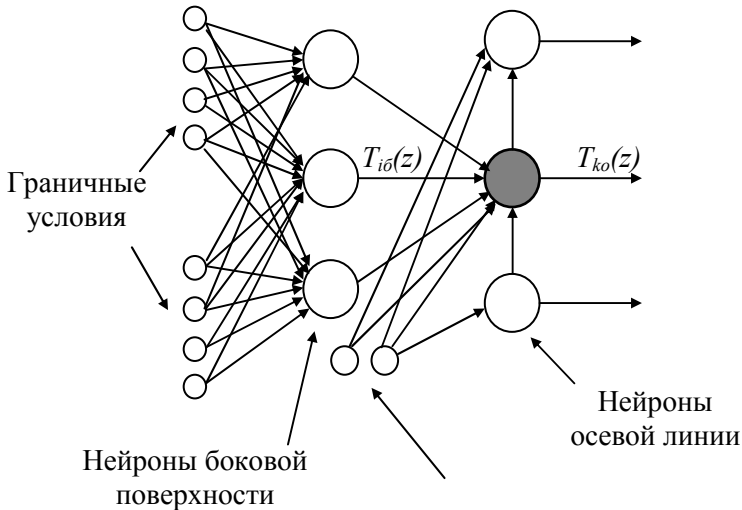 T_iб(z)
T_ko(z)
Граничные
условия
Нейроны
осевой линии
Нейроны боковой
поверхности